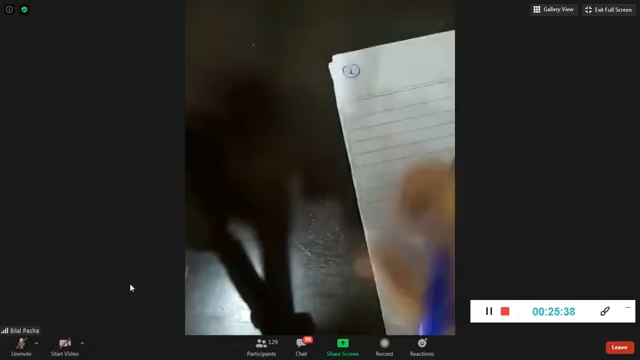 Gallery View
Exit Full Screen
00:25:38
Bilal Pasha
Unmute
Start Video
129
Participants
Chat
Share Screen
Record
Reactions
Leave